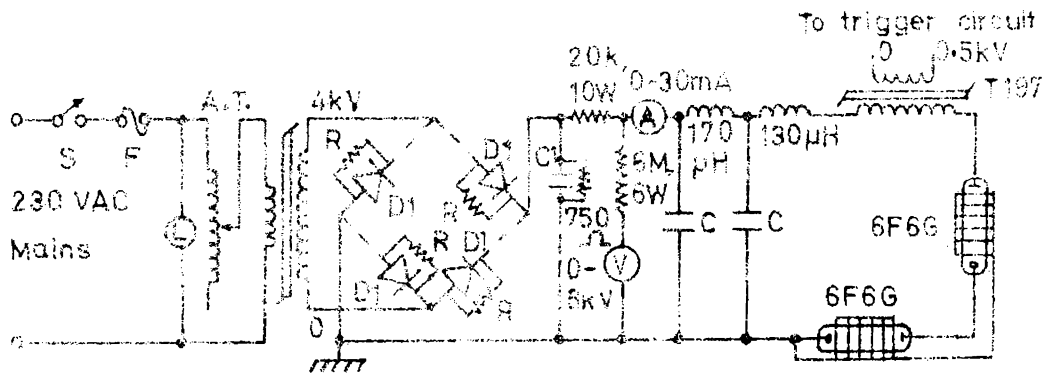 To trigger circuit
0 0.5kV
T197
20k,
10W
0-30mA
A
170
μH
130μH
A.T.
4kV
S F
230 VAC
Mains
L
R
D1
D1
R
C1
750
Ω
6M,
6W
0-
5kV
V
C C
R
D1
D1
R
0
6F6G
6F6G